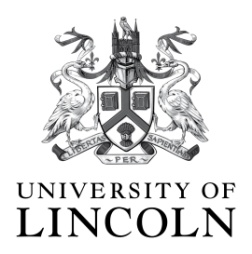 LIBERTAS
PER
SAPIENTIAM
UNIVERSITY OF
LINCOLN